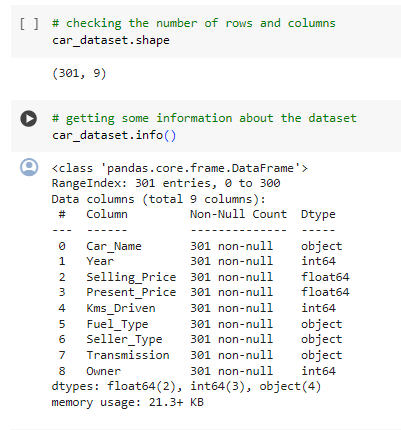 [ ] # checking the number of rows and columns
car_dataset.shape
(301, 9)
# getting some information about the dataset
car_dataset.info()
<class 'pandas.core.frame.DataFrame'>
RangeIndex: 301 entries, 0 to 300
Data columns (total 9 columns):
 #   Column         Non-Null Count  Dtype
---  ------         --------------  -----
 0   Car_Name       301 non-null    object
 1   Year           301 non-null    int64
 2   Selling_Price  301 non-null    float64
 3   Present_Price  301 non-null    float64
 4   Kms_Driven     301 non-null    int64
 5   Fuel_Type      301 non-null    object
 6   Seller_Type    301 non-null    object
 7   Transmission   301 non-null    object
 8   Owner          301 non-null    int64
dtypes: float64(2), int64(3), object(4)
memory usage: 21.3+ KB